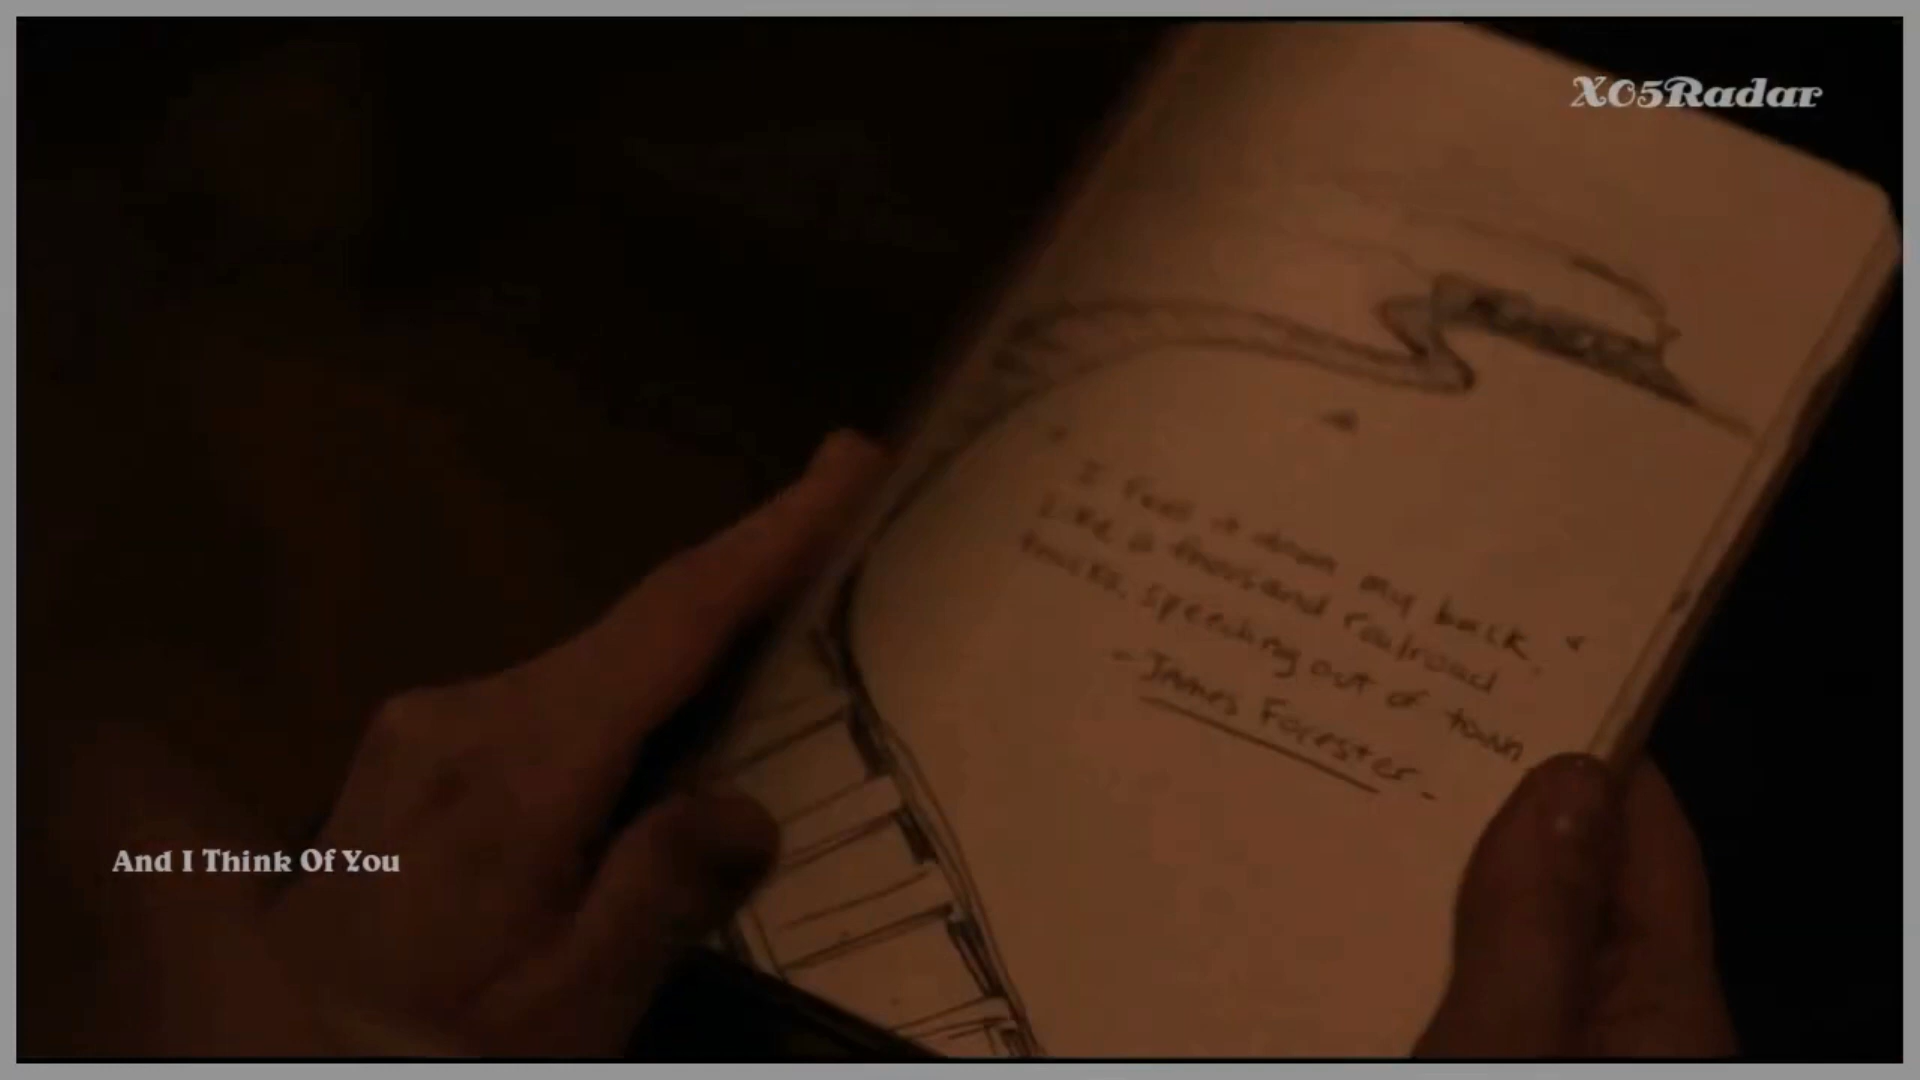 XO5Radar
I feel it down my back,
Like a thousand railroad
tracks, speeding out of town
- James Forester -
And I Think Of You